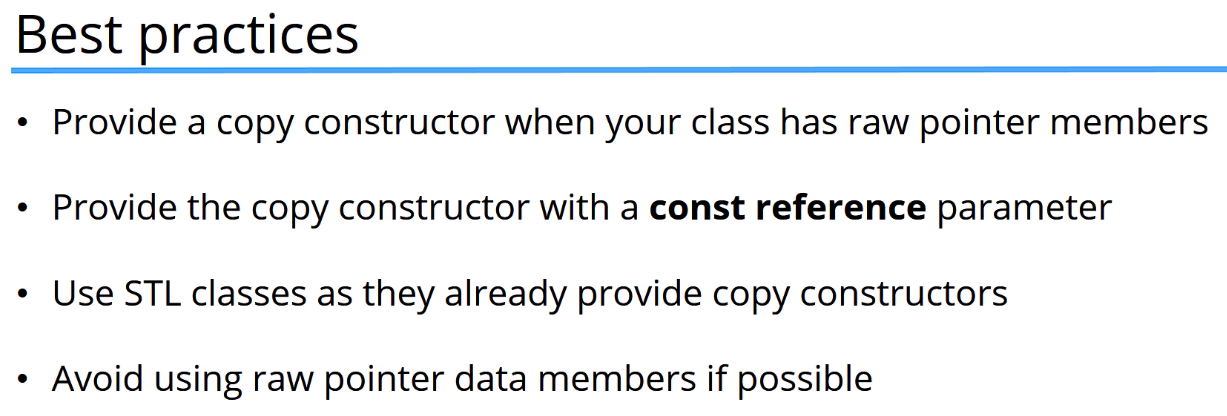 Best practices
• Provide a copy constructor when your class has raw pointer members
• Provide the copy constructor with a const reference parameter
• Use STL classes as they already provide copy constructors
• Avoid using raw pointer data members if possible